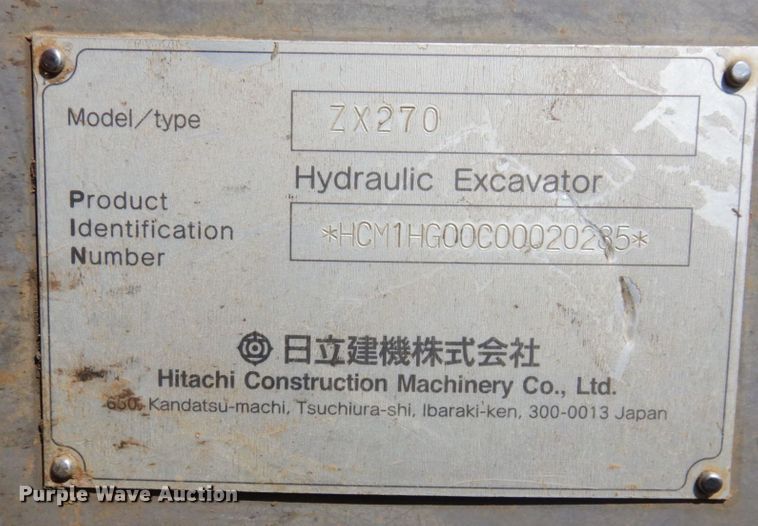 Model/type ZX270
Hydraulic Excavator
Product
Identification
Number
*HCM1HG00C00020285*
日立建機株式会社
Hitachi Construction Machinery Co., Ltd.
650, Kandatsu-machi, Tsuchiura-shi, Ibaraki-ken, 300-0013 Japan
Purple Wave Auction